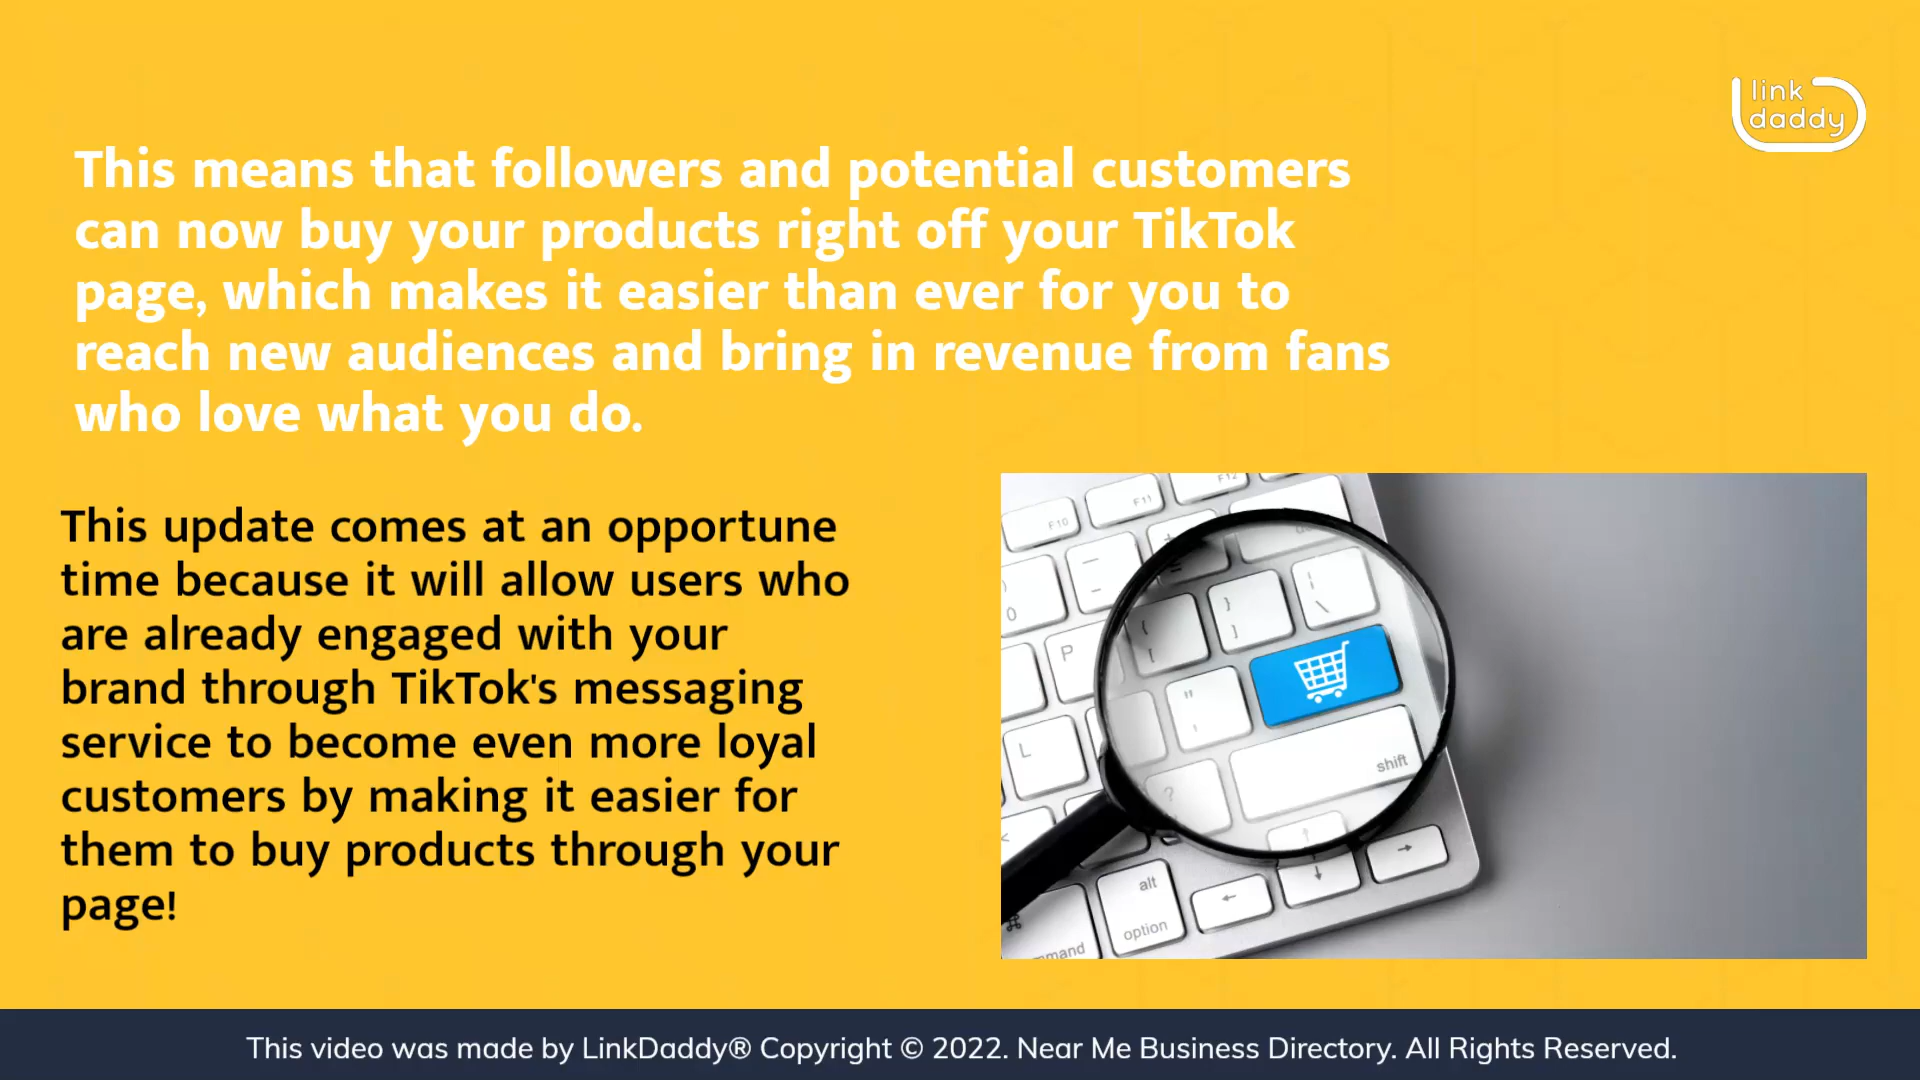 link
daddy
This means that followers and potential customers
can now buy your products right off your TikTok
page, which makes it easier than ever for you to
reach new audiences and bring in revenue from fans
who love what you do.
This update comes at an opportune
time because it will allow users who
are already engaged with your
brand through TikTok's messaging
service to become even more loyal
customers by making it easier for
them to buy products through your
page!
F10
F11
F12
P
L
shift
alt
option
mmand
This video was made by LinkDaddy® Copyright © 2022. Near Me Business Directory. All Rights Reserved.